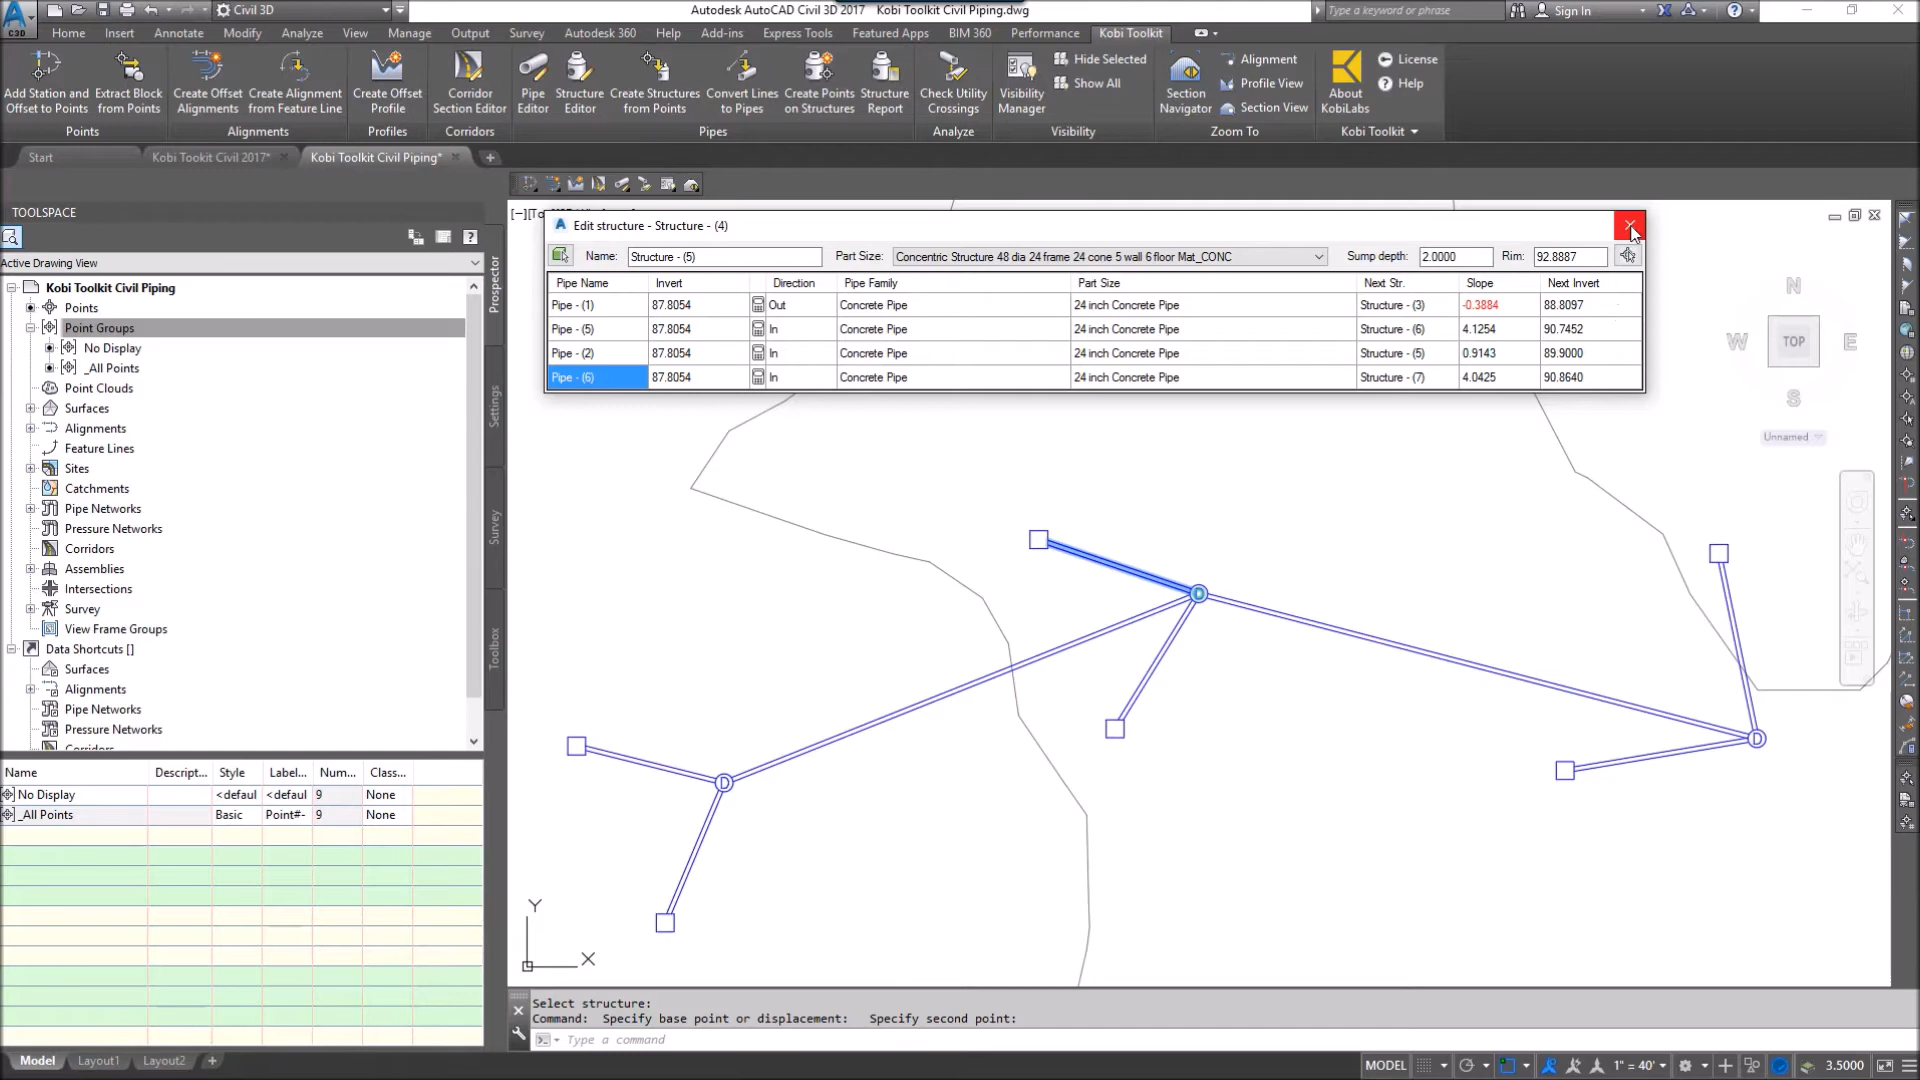 Civil 3D
Autodesk AutoCAD Civil 3D 2017   Kobi Toolkit Civil Piping.dwg
Type a keyword or phrase
Sign In
C3D
Home Insert Annotate Modify Analyze View Manage Output Survey Autodesk 360 Help Add-ins Express Tools Featured Apps BIM 360 Performance Kobi Toolkit
Add Station and Offset to Points
Extract Block from Points
Create Offset Alignments
Create Alignment from Feature Line
Create Offset Profile
Corridor Section Editor
Pipe Editor
Structure Editor
Create Structures from Points
Convert Lines to Pipes
Create Points on Structures
Structure Report
Check Utility Crossings
Visibility Manager
Hide Selected
Show All
Section Navigator
Alignment
Profile View
Section View
About KobiLabs
License
Help
Points Alignments Profiles Corridors Pipes Analyze Visibility Zoom To Kobi Toolkit
Start Kobi Tookit Civil 2017* Kobi Toolkit Civil Piping*
TOOLSPACE
Active Drawing View
Kobi Toolkit Civil Piping
Points
Point Groups
No Display
_All Points
Point Clouds
Surfaces
Alignments
Feature Lines
Sites
Catchments
Pipe Networks
Pressure Networks
Corridors
Assemblies
Intersections
Survey
View Frame Groups
Data Shortcuts []
Surfaces
Alignments
Pipe Networks
Pressure Networks
Corridors
Prospector
Settings
Survey
Toolbox
Name Descript... Style Label... Num... Class...
No Display <defaul <defaul 9 None
_All Points Basic Point#- 9 None
Edit structure - Structure - (4)
Name: Structure - (5) Part Size: Concentric Structure 48 dia 24 frame 24 cone 5 wall 6 floor Mat_CONC Sump depth: 2.0000 Rim: 92.8887
Pipe Name Invert Direction Pipe Family Part Size Next Str. Slope Next Invert
Pipe - (1) 87.8054 Out Concrete Pipe 24 inch Concrete Pipe Structure - (3) -0.3884 88.8097
Pipe - (5) 87.8054 In Concrete Pipe 24 inch Concrete Pipe Structure - (6) 4.1254 90.7452
Pipe - (2) 87.8054 In Concrete Pipe 24 inch Concrete Pipe Structure - (5) 0.9143 89.9000
Pipe - (6) 87.8054 In Concrete Pipe 24 inch Concrete Pipe Structure - (7) 4.0425 90.8640
N
W TOP E
S
Unnamed
D
D
D
Y
X
Select structure:
Command:  Specify base point or displacement:   Specify second point:
Type a command
Model Layout1 Layout2 +
MODEL 1" = 40' 3.5000